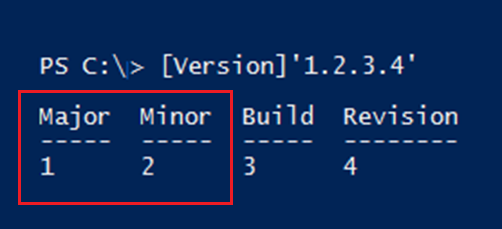 PS C:\> [Version]'1.2.3.4'
Major Minor Build Revision
----- ----- ----- --------
1 2 3 4